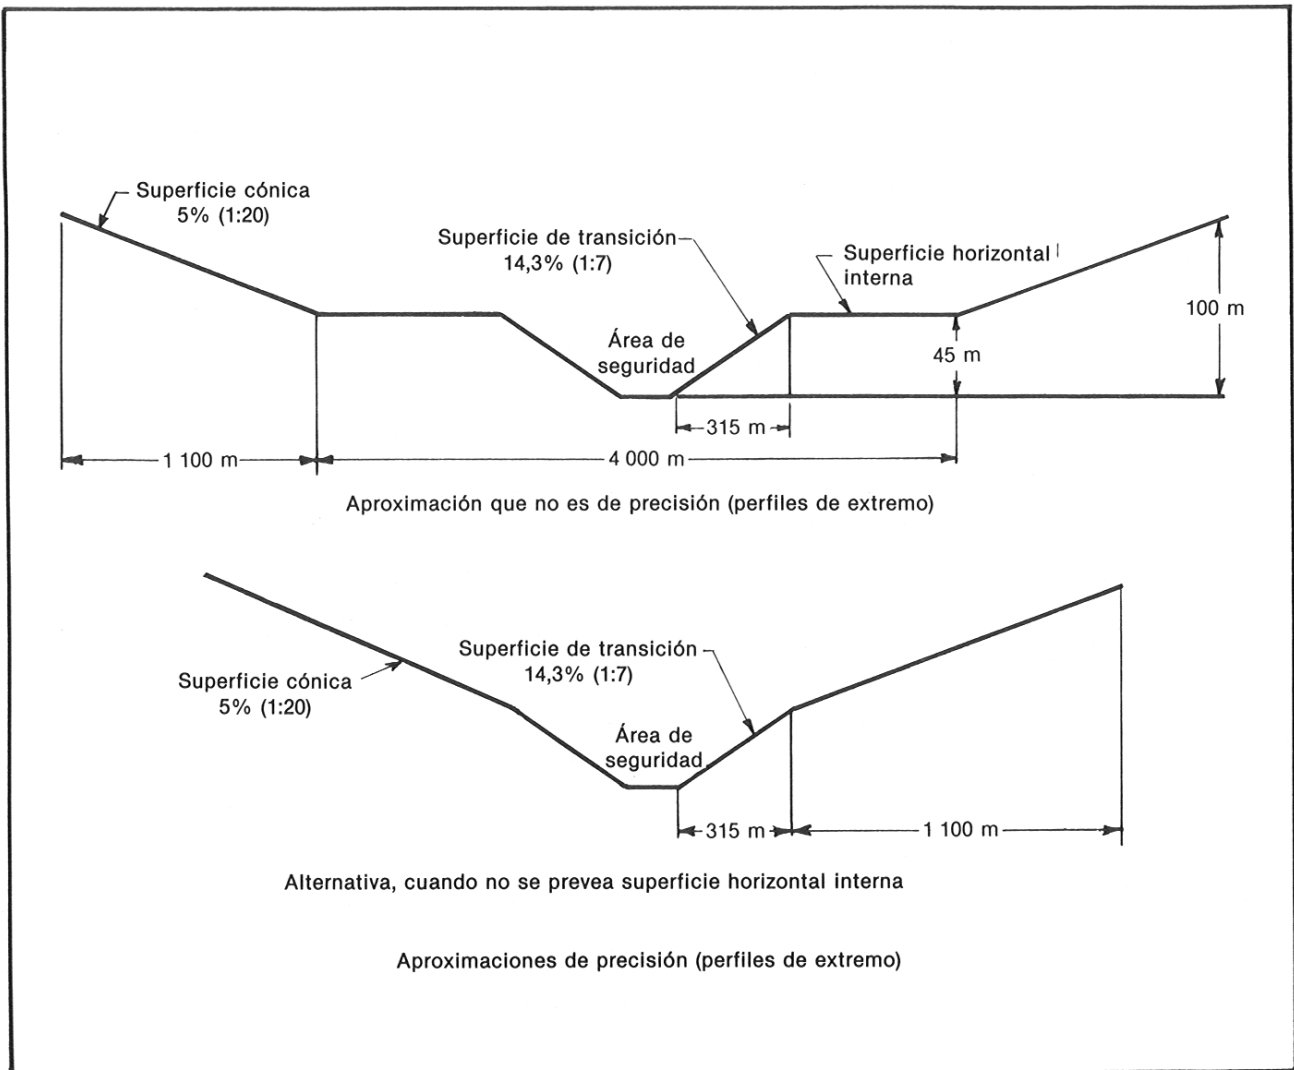 Superficie cónica
5% (1:20)
Superficie de transición
14,3% (1:7)
Superficie horizontal
interna
Área de
seguridad
100 m
45 m
315 m
1 100 m
4 000 m
Aproximación que no es de precisión (perfiles de extremo)
Superficie cónica
5% (1:20)
Superficie de transición
14,3% (1:7)
Área de
seguridad
315 m
1 100 m
Alternativa, cuando no se prevea superficie horizontal interna
Aproximaciones de precisión (perfiles de extremo)